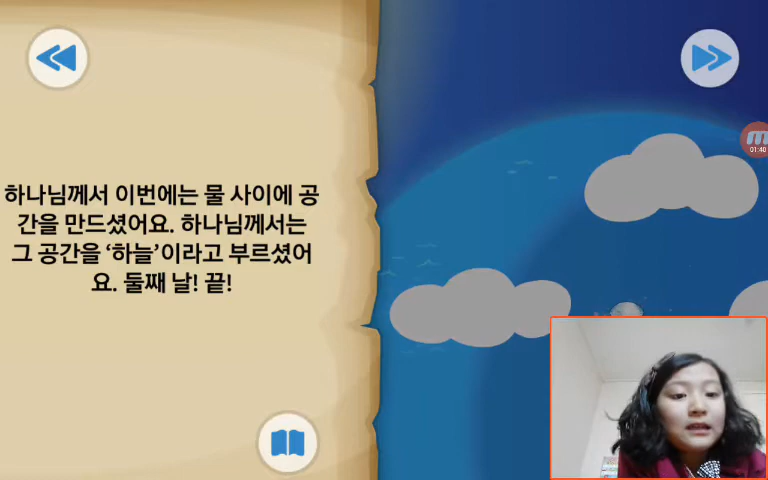 하나님께서 이번에는 물 사이에 공
간을 만드셨어요. 하나님께서는
그 공간을 ‘하늘’이라고 부르셨어
요. 둘째 날! 끝!
01:40